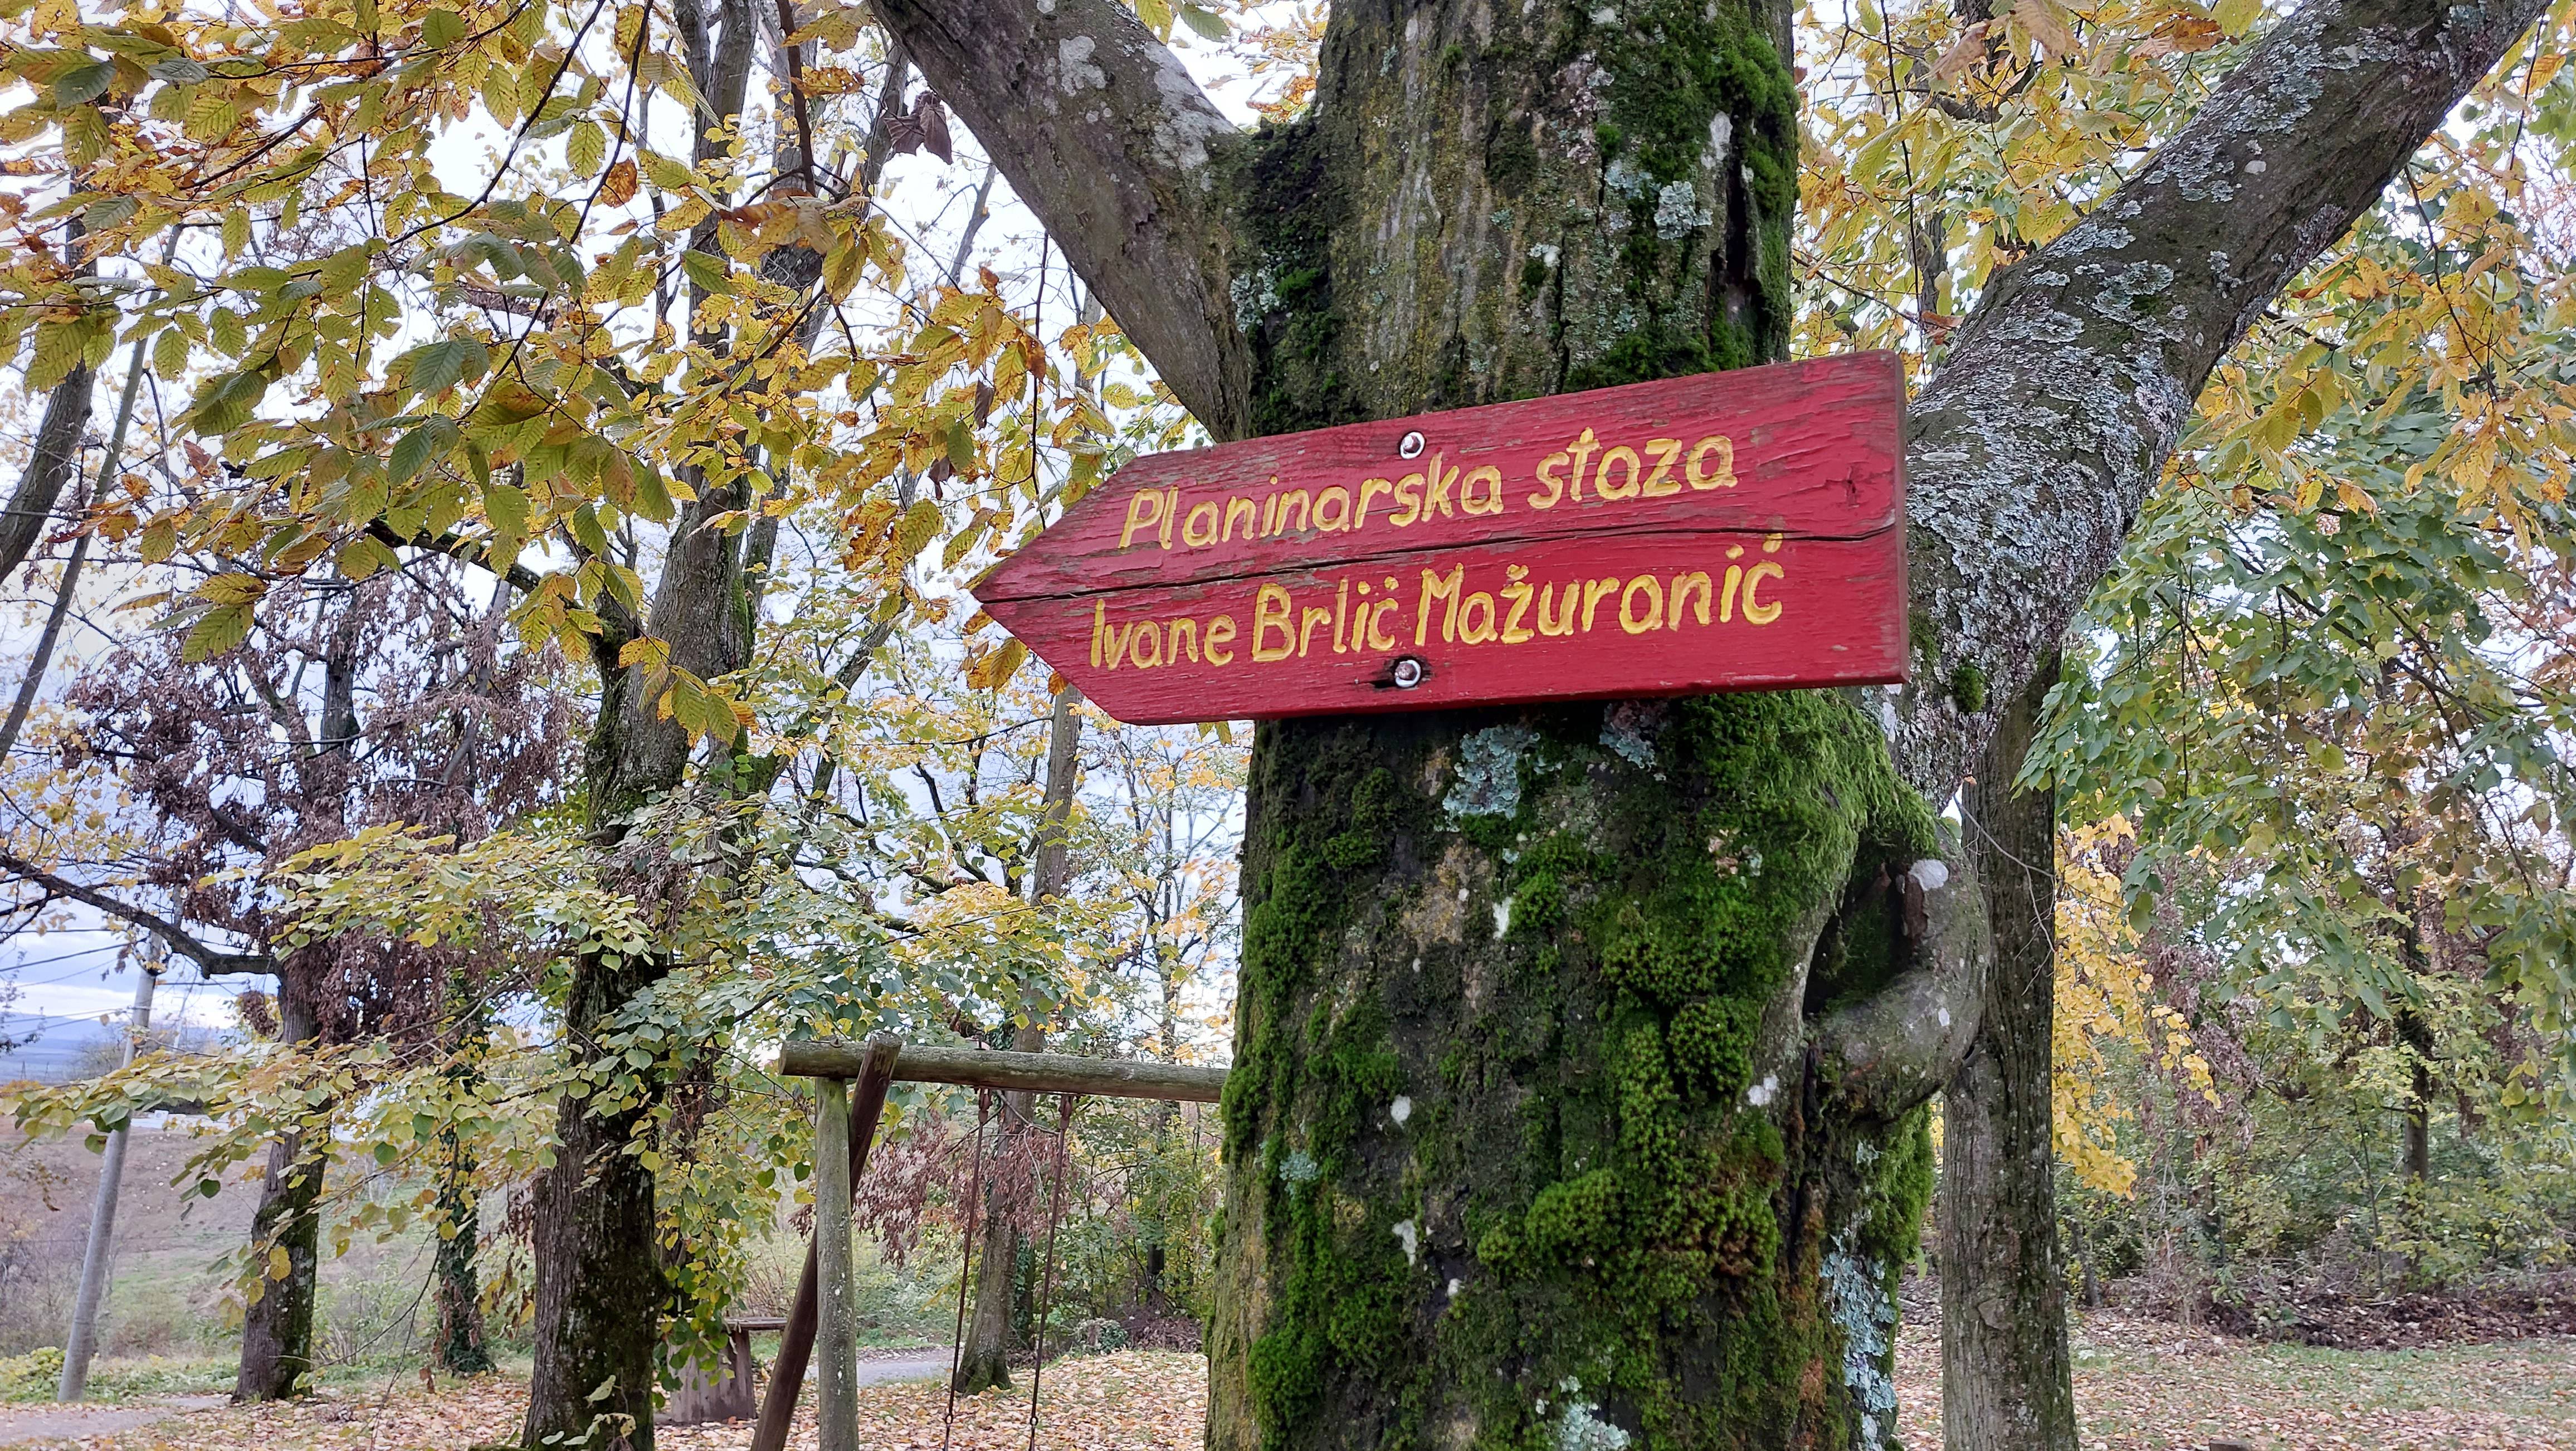 Planinarska staza
Ivane Brlić Mažuranić